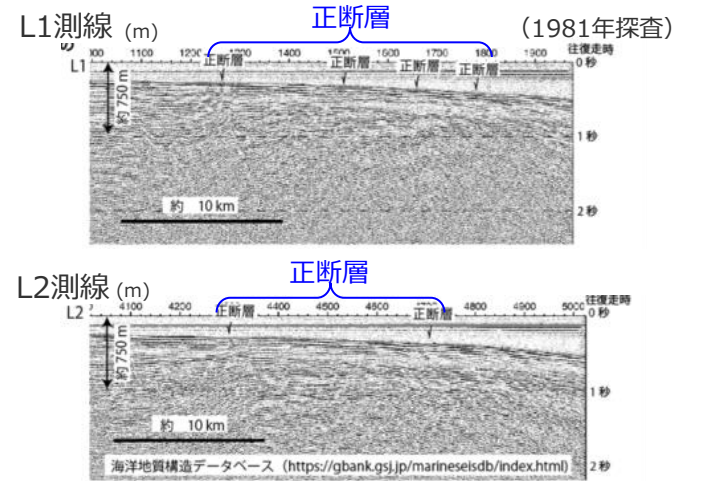 正断層
L1測線 (m)
（1981年探査）
1100 1200 1300 1400 1500 1600 1700 1800 1900 往復走時
L1
0秒
正断層 正断層 正断層 正断層
約 750 m
1秒
約 10 km
2秒
正断層
L2測線 (m)
4100 4200 4400 4500 4600 4700 4800 4900 5000 往復走時
L2
0秒
正断層 正断層
約 750 m
1秒
約 10 km
海洋地質構造データベース（https://gbank.gsj.jp/marineseisdb/index.html)
2秒